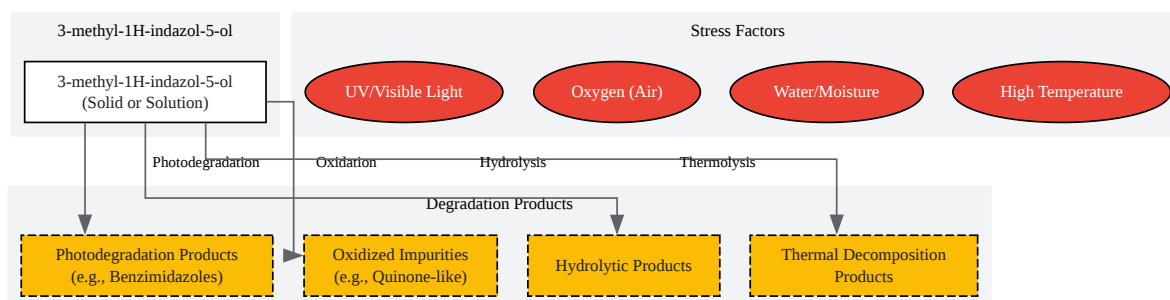 3-methyl-1H-indazol-5-ol
Stress Factors
3-methyl-1H-indazol-5-ol
(Solid or Solution)
UV/Visible Light
Oxygen (Air)
Water/Moisture
High Temperature
Photodegradation
Oxidation
Hydrolysis
Thermolysis
Degradation Products
Photodegradation Products
(e.g., Benzimidazoles)
Oxidized Impurities
(e.g., Quinone-like)
Hydrolytic Products
Thermal Decomposition
Products